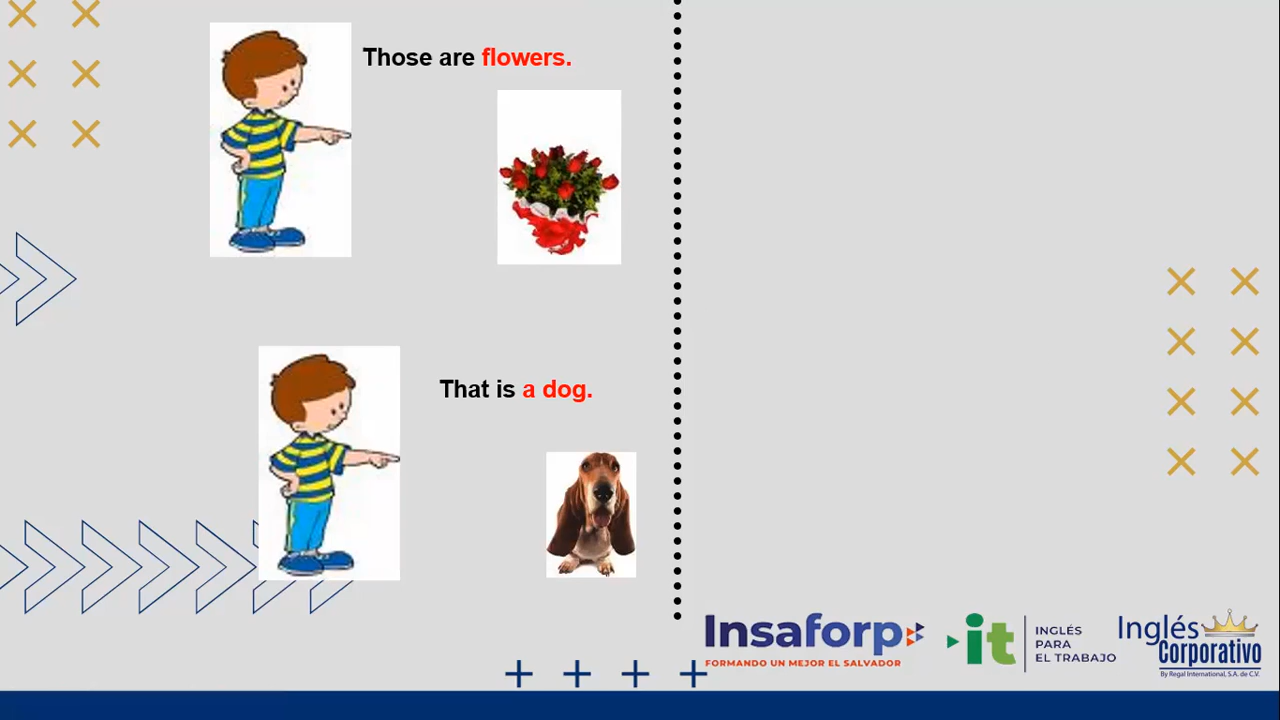 Those are flowers.
That is a dog.
Insaforp
FORMANDO UN MEJOR EL SALVADOR
it
INGLÉS
PARA
EL TRABAJO
Inglés
Corporativo
By Regal International, S.A. de C.V.